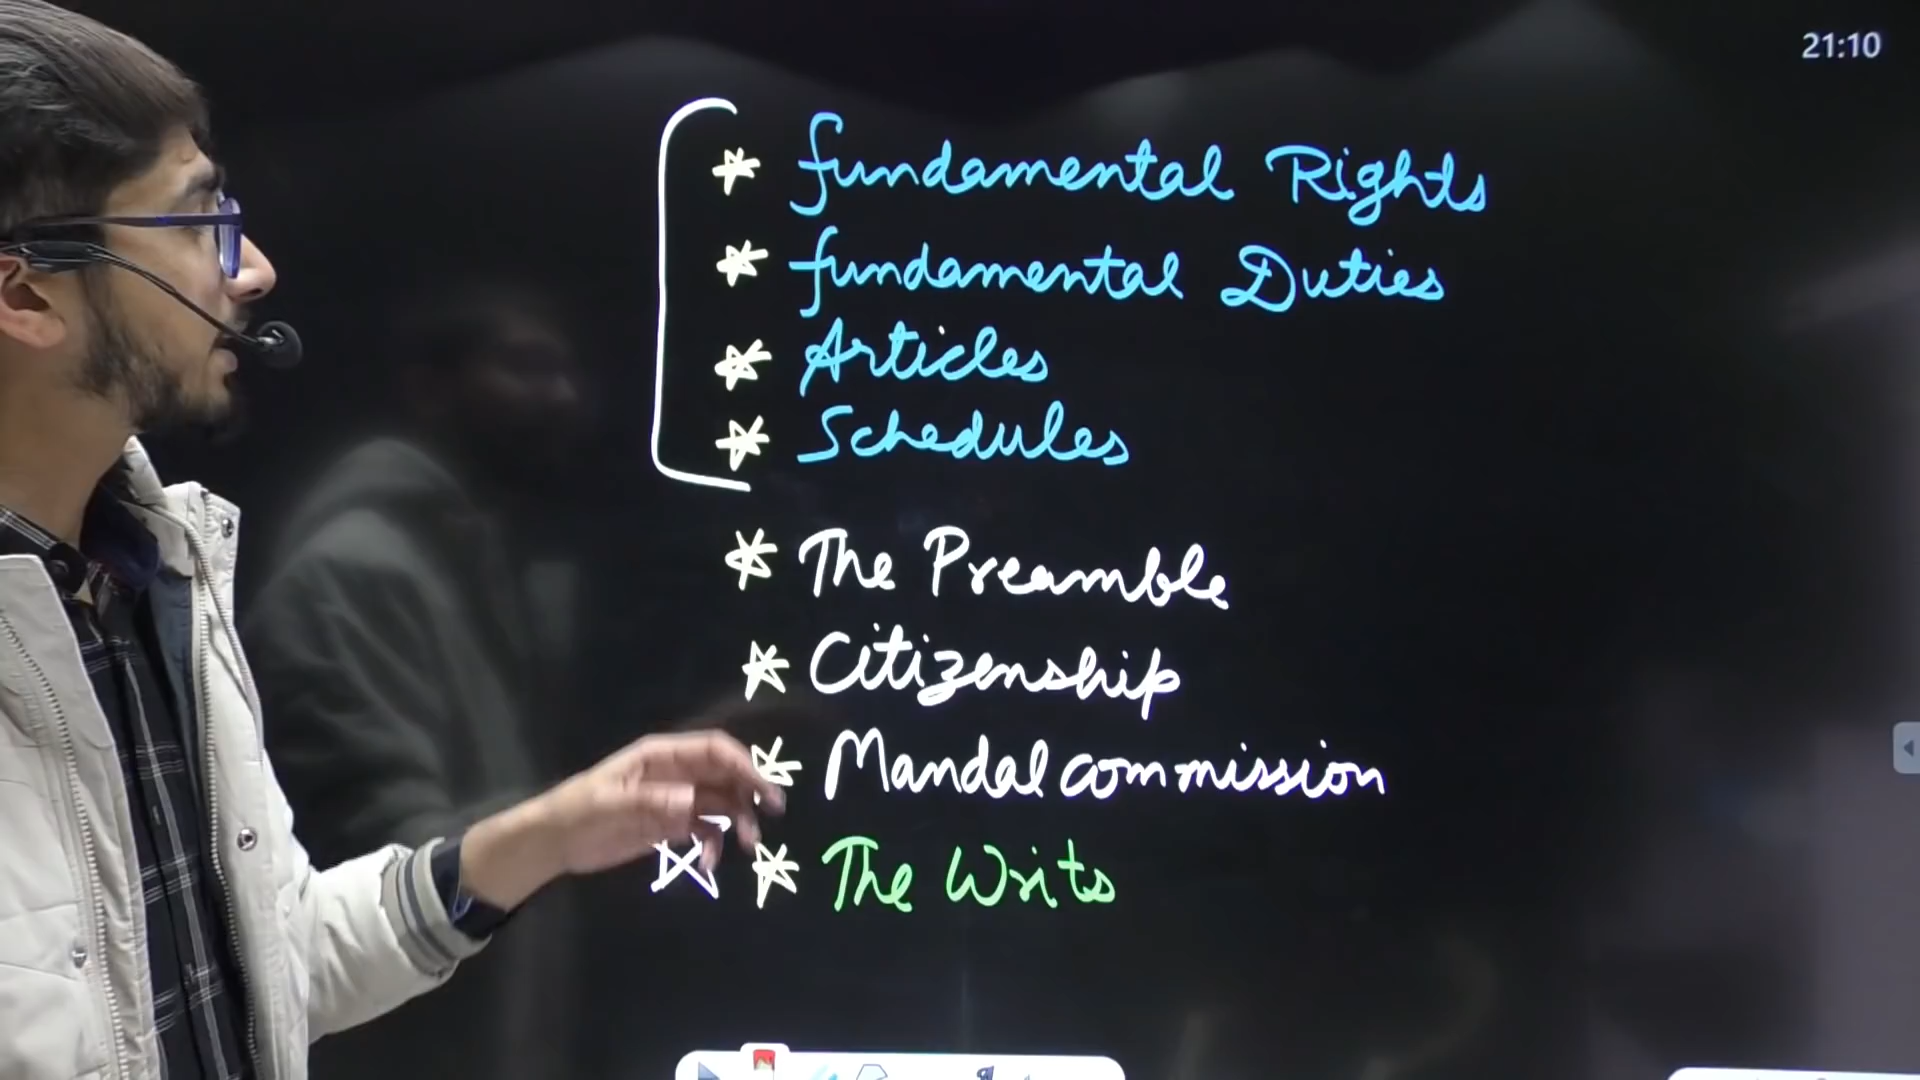 21:10
Fundamental Rights
Fundamental Duties
Articles
Schedules
The Preamble
Citizenship
Mandal commission
The Writs